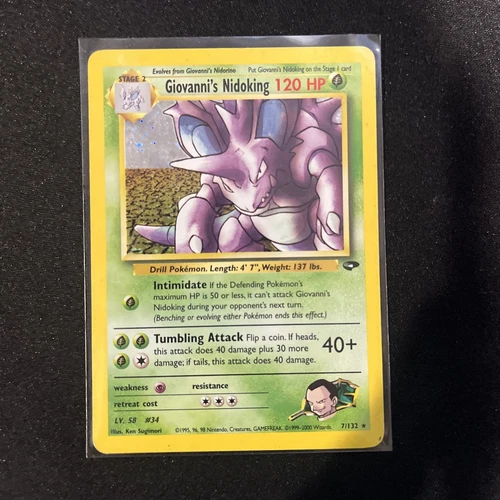 Evolves from Giovanni's Nidorino Put Giovanni's Nidoking on the Stage 1 card
STAGE 2
Giovanni's Nidoking 120 HP
Drill Pokémon. Length: 4' 7", Weight: 137 lbs.
Intimidate If the Defending Pokémon's
maximum HP is 50 or less, it can't attack Giovanni's
Nidoking during your opponent's next turn.
(Benching or evolving either Pokémon ends this effect.)
Tumbling Attack Flip a coin. If heads,
this attack does 40 damage plus 30 more
damage; if tails, this attack does 40 damage.
40+
weakness resistance
retreat cost
LV. 58 #34
Illus. Ken Sugimori ©1995, 96, 98 Nintendo, Creatures, GAMEFREAK. ©1999-2000 Wizards. 7/132 ★